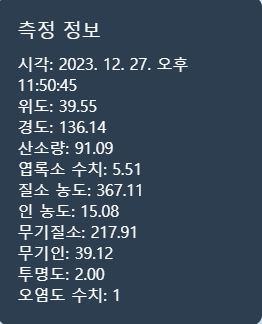 측정 정보
시각: 2023. 12. 27. 오후
11:50:45
위도: 39.55
경도: 136.14
산소량: 91.09
엽록소 수치: 5.51
질소 농도: 367.11
인 농도: 15.08
무기질소: 217.91
무기인: 39.12
투명도: 2.00
오염도 수치: 1